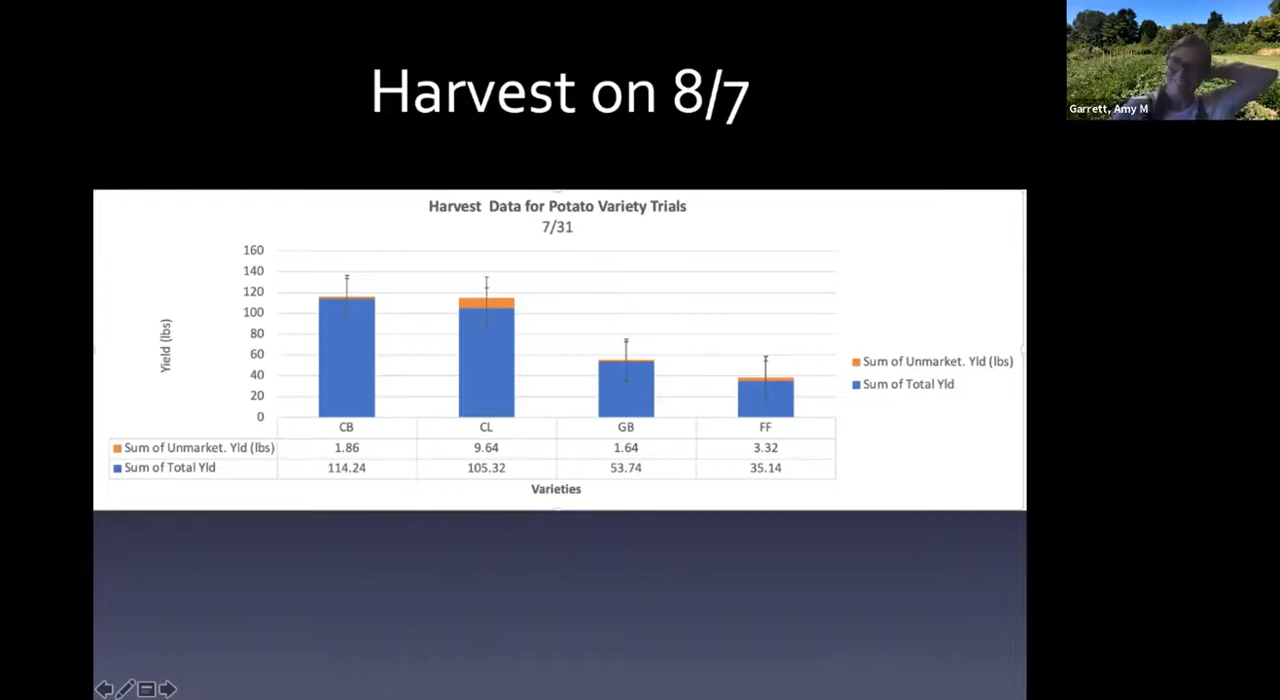 Harvest on 8/7
Garrett, Amy M
Harvest Data for Potato Variety Trials
7/31
160
140
120
100
80
60
40
20
0
Yield (lbs)
CB CL GB FF
Sum of Unmarket. Yld (lbs) 1.86 9.64 1.64 3.32
Sum of Total Yld 114.24 105.32 53.74 35.14
Varieties
Sum of Unmarket. Yld (lbs)
Sum of Total Yld